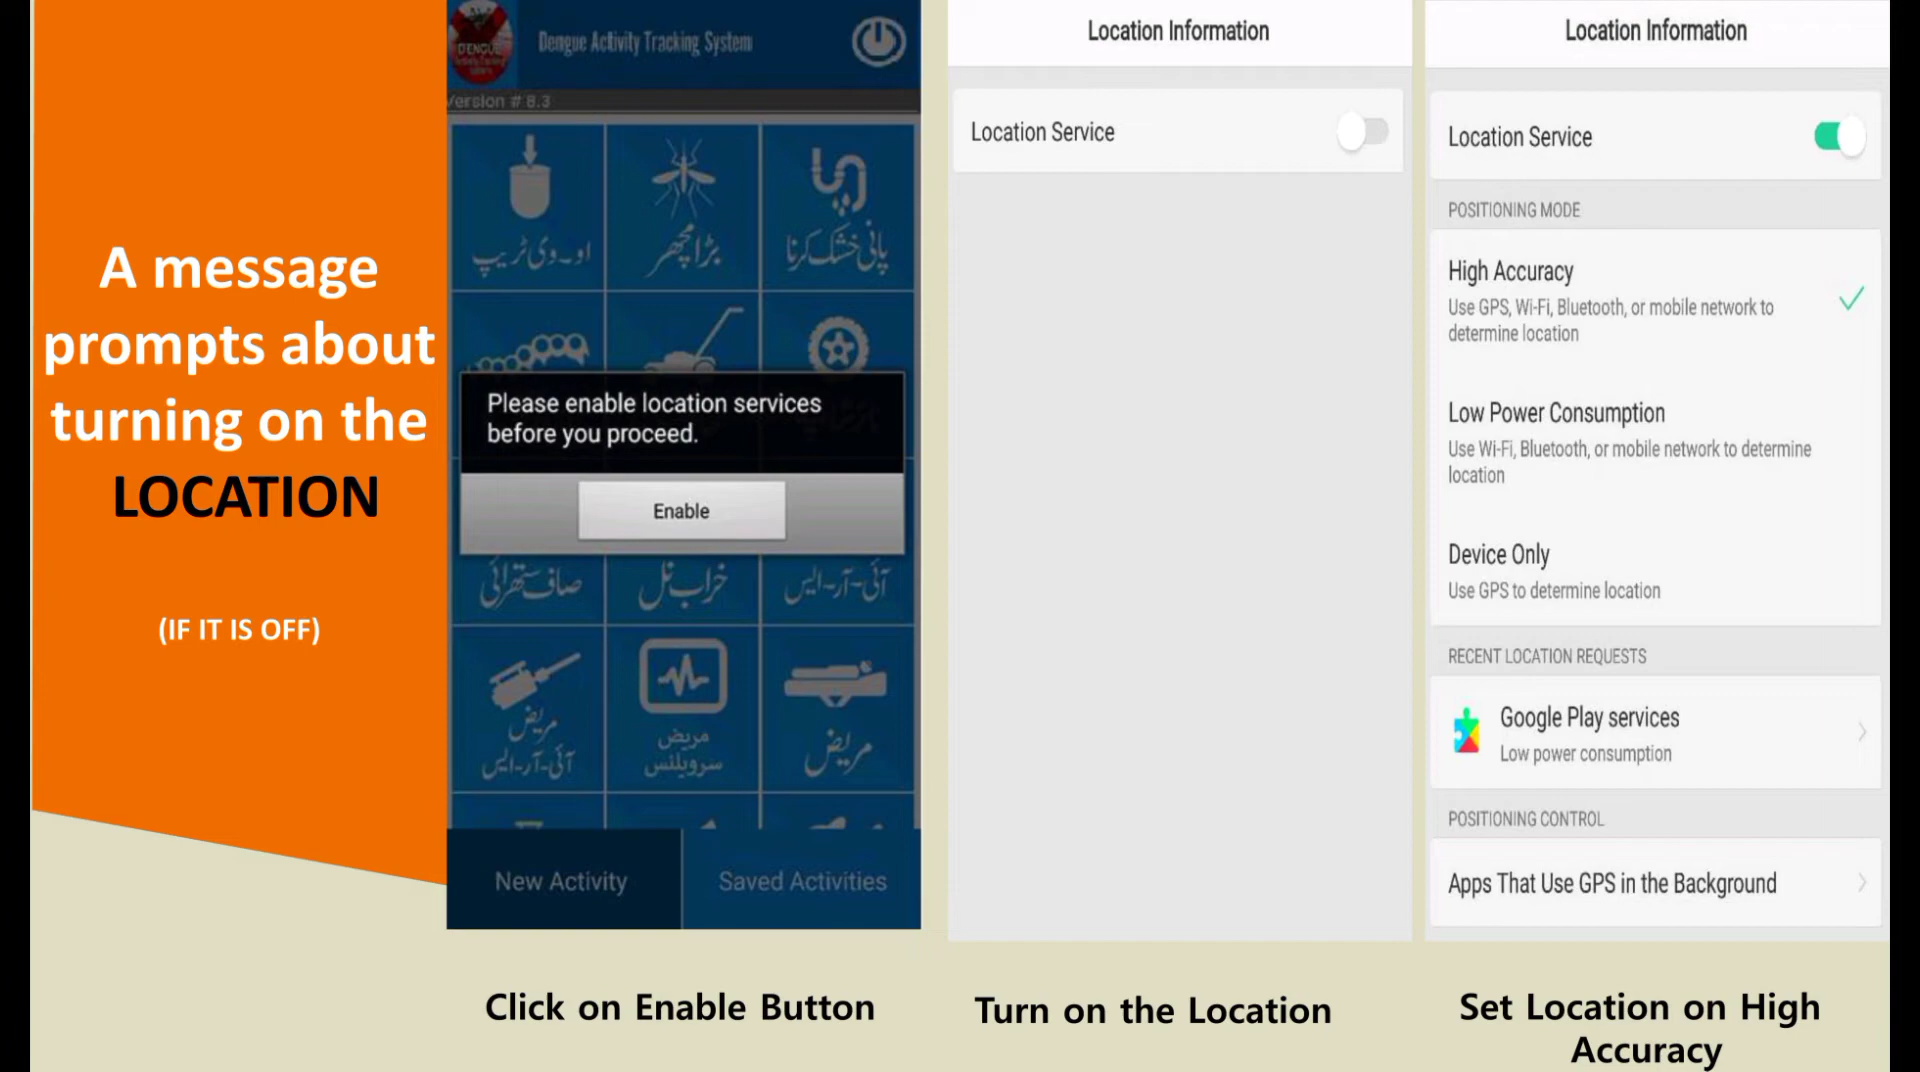 A message
prompts about
turning on the
LOCATION
(IF IT IS OFF)
DENGUE
Dengue Activity Tracking System
Version # 8.3
او۔وی ٹریپ
بڑا مچھر
پانی خشک کرنا
Please enable location services
before you proceed.
Enable
صاف ستھرائی
خراب نل
آئی-آر-ایس
مریض
آئی-آر-ایس
مریض
سرویلنس
مریض
New Activity
Saved Activities
Click on Enable Button
Location Information
Location Service
Turn on the Location
Location Information
Location Service
POSITIONING MODE
High Accuracy
Use GPS, Wi-Fi, Bluetooth, or mobile network to
determine location
Low Power Consumption
Use Wi-Fi, Bluetooth, or mobile network to determine
location
Device Only
Use GPS to determine location
RECENT LOCATION REQUESTS
Google Play services
Low power consumption
POSITIONING CONTROL
Apps That Use GPS in the Background
Set Location on High
Accuracy